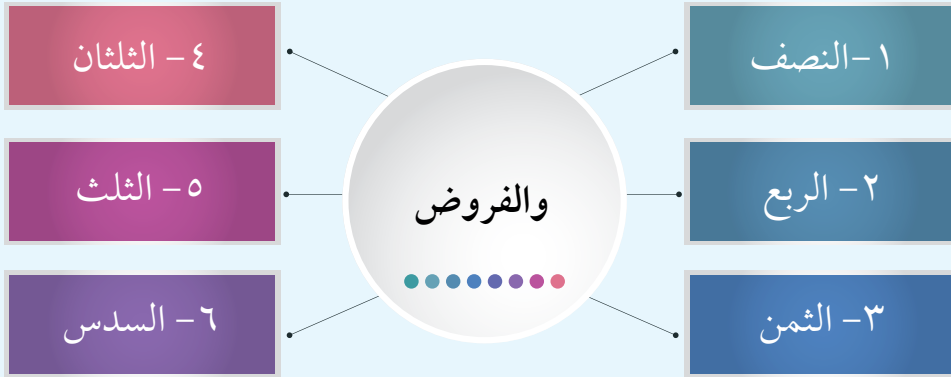 والفروض
١-النصف
٢- الربع
٣- الثمن
٤- الثلثان
٥- الثلث
٦- السدس